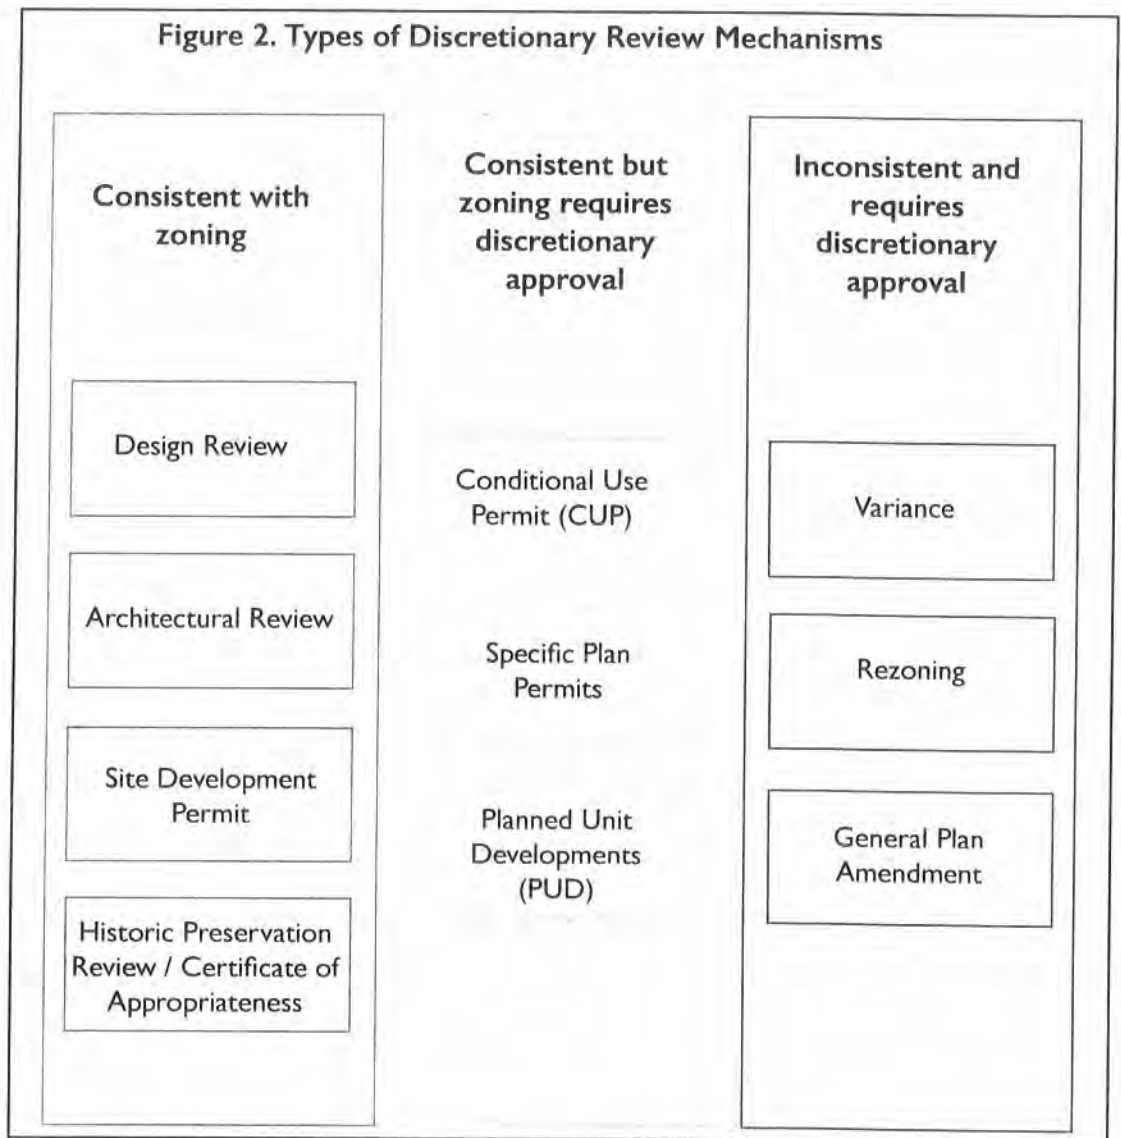 Figure 2. Types of Discretionary Review Mechanisms
Consistent with
zoning
Design Review
Architectural Review
Site Development
Permit
Historic Preservation
Review / Certificate of
Appropriateness
Consistent but
zoning requires
discretionary
approval
Conditional Use
Permit (CUP)
Specific Plan
Permits
Planned Unit
Developments
(PUD)
Inconsistent and
requires
discretionary
approval
Variance
Rezoning
General Plan
Amendment